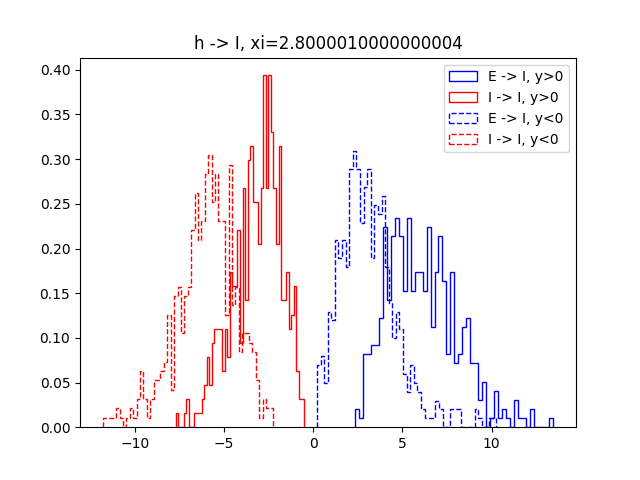 h -> I, xi=2.8000010000000004
E -> I, y>0
I -> I, y>0
E -> I, y<0
I -> I, y<0
0.40
0.35
0.30
0.25
0.20
0.15
0.10
0.05
0.00
−10 −5 0 5 10